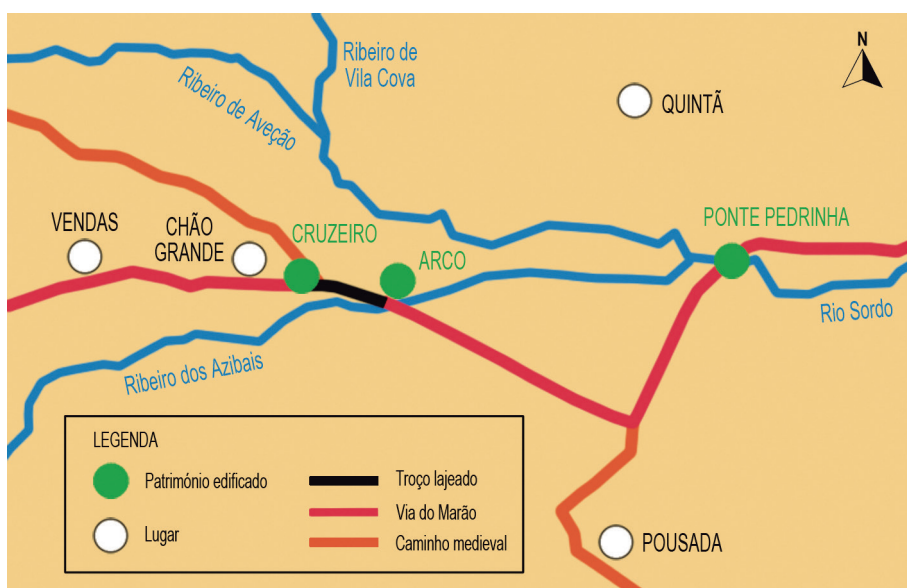 Ribeiro de
Vila Cova
N
Ribeiro de Aveção
QUINTÃ
VENDAS
CHÃO
GRANDE
CRUZEIRO
ARCO
PONTE PEDRINHA
Rio Sordo
Ribeiro dos Azibais
LEGENDA
Património edificado
Lugar
Troço lajeado
Via do Marão
Caminho medieval
POUSADA